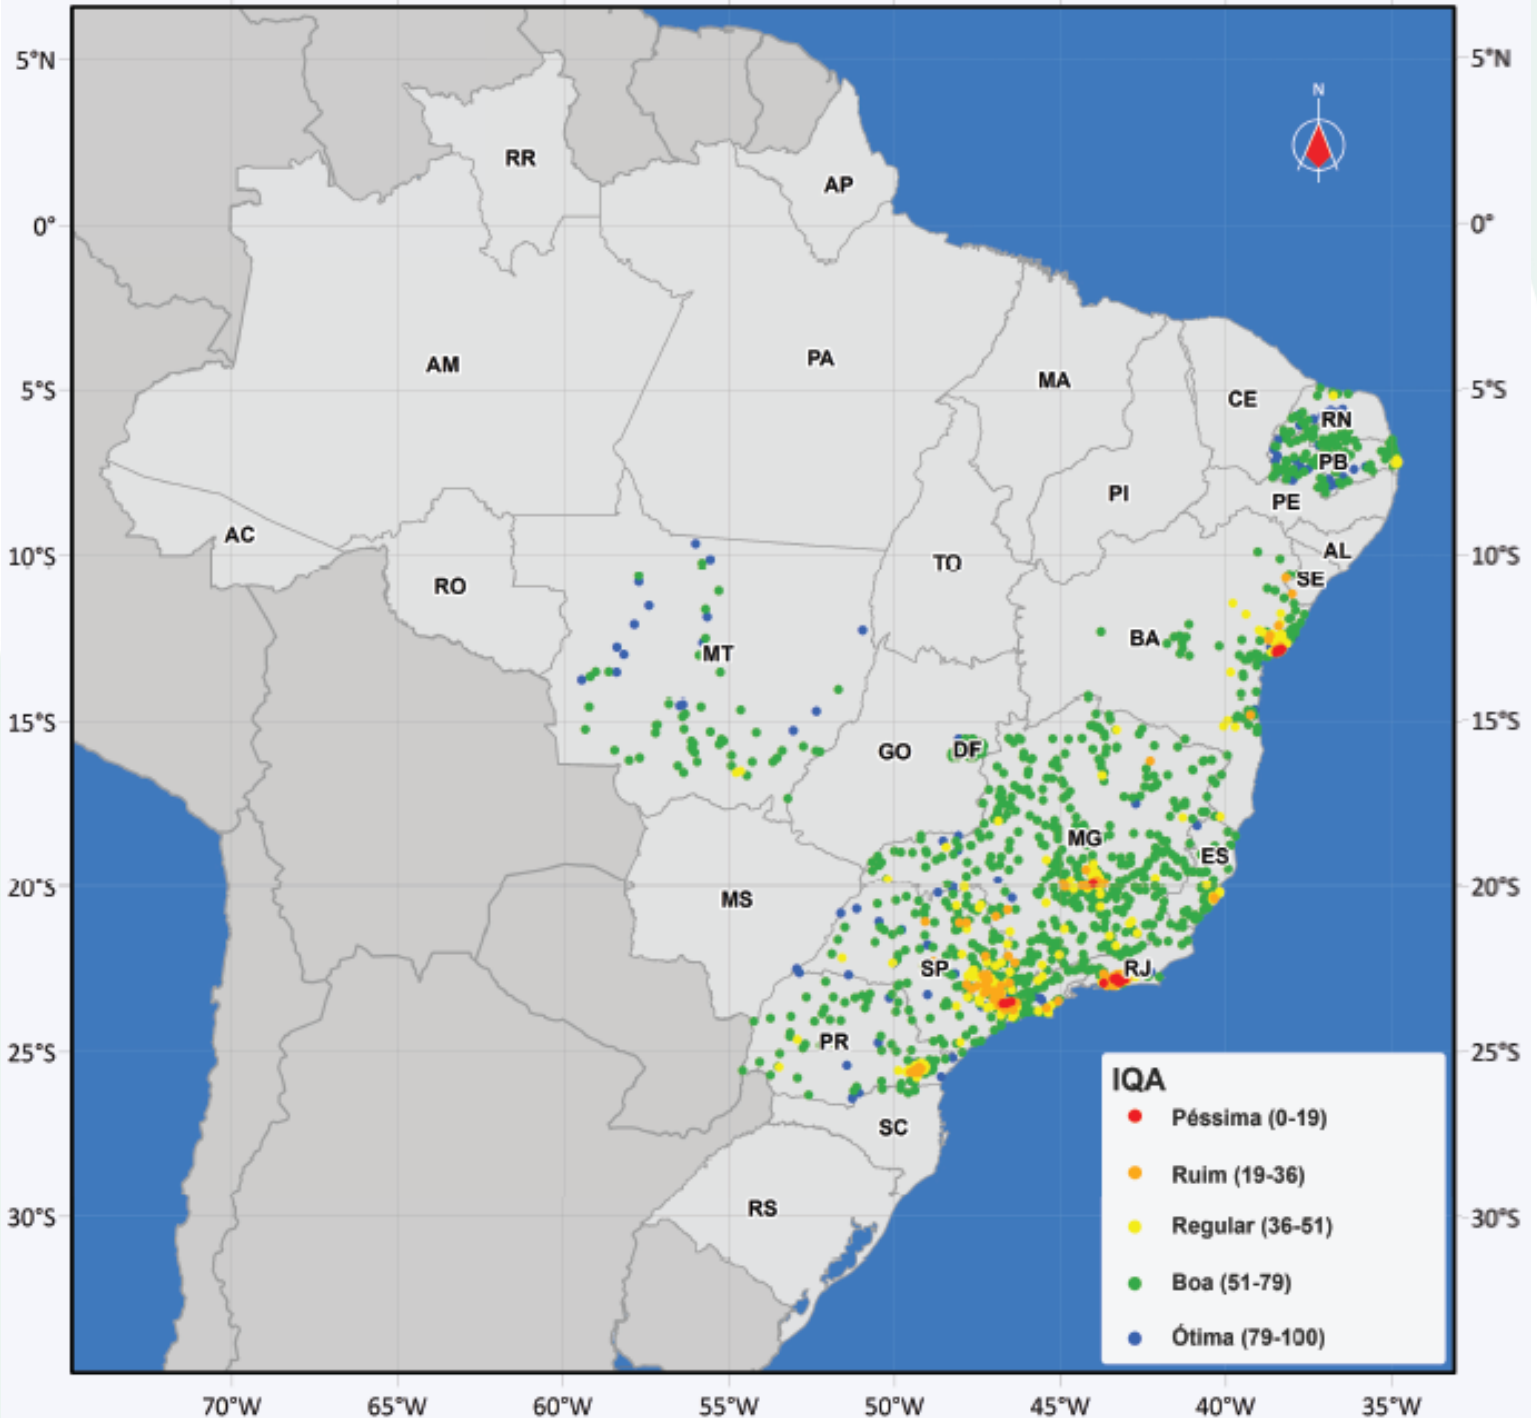 N
5°N
5°N
RR
AP
0°
0°
AM
PA
MA
CE
5°S
5°S
RN
PB
PI
PE
AC
AL
10°S
10°S
TO
SE
RO
BA
MT
15°S
15°S
GO
DF
MG
ES
20°S
20°S
MS
SP
RJ
PR
25°S
25°S
SC
RS
30°S
30°S
IQA
Péssima (0-19)
Ruim (19-36)
Regular (36-51)
Boa (51-79)
Ótima (79-100)
70°W
65°W
60°W
55°W
50°W
45°W
40°W
35°W